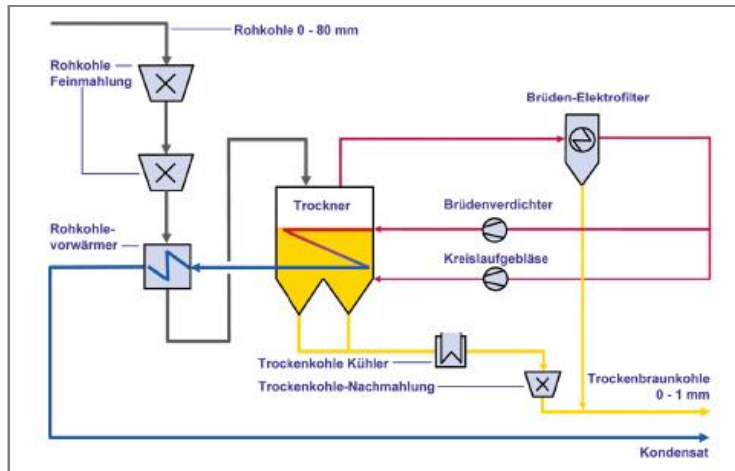 Rohkohle 0 - 80 mm
Rohkohle
Feinmahlung
Brüden-Elektrofilter
Trockner
Brüdenverdichter
Rohkohle-
vorwärmer
Kreislaufgebläse
Trockenkohle Kühler
Trockenkohle-Nachmahlung
Trockenbraunkohle
0 - 1 mm
Kondensat